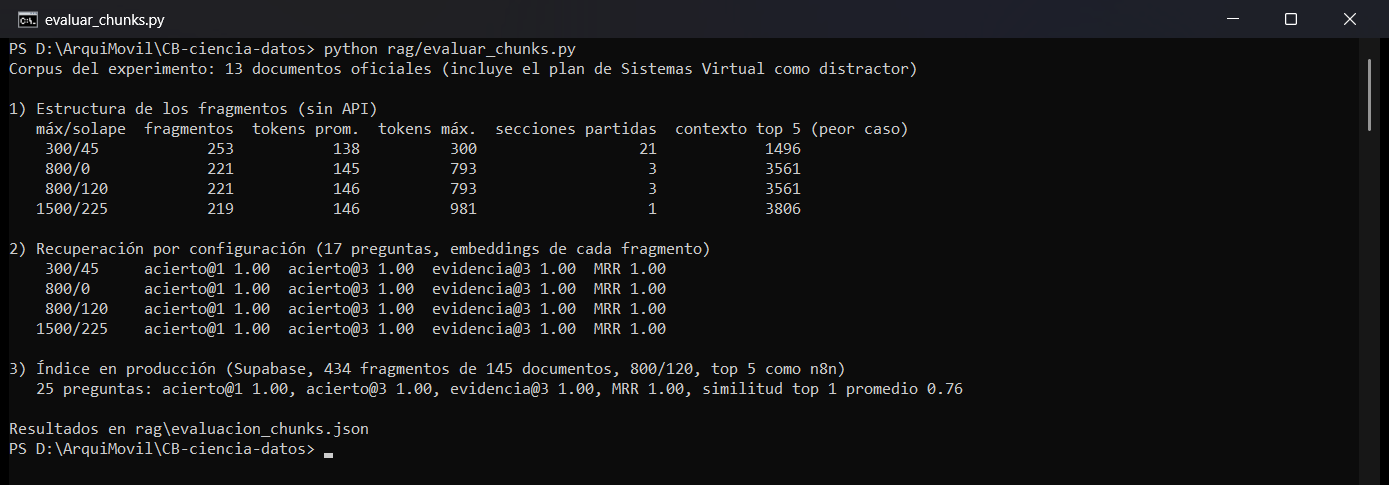 evaluar_chunks.py
PS D:\ArquiMovil\CB-ciencia-datos> python rag/evaluar_chunks.py
Corpus del experimento: 13 documentos oficiales (incluye el plan de Sistemas Virtual como distractor)
1) Estructura de los fragmentos (sin API)
máx/solape fragmentos tokens prom. tokens máx. secciones partidas contexto top 5 (peor caso)
300/45 253 138 300 21 1496
800/0 221 145 793 3 3561
800/120 221 146 793 3 3561
1500/225 219 146 981 1 3806
2) Recuperación por configuración (17 preguntas, embeddings de cada fragmento)
300/45 acierto@1 1.00 acierto@3 1.00 evidencia@3 1.00 MRR 1.00
800/0 acierto@1 1.00 acierto@3 1.00 evidencia@3 1.00 MRR 1.00
800/120 acierto@1 1.00 acierto@3 1.00 evidencia@3 1.00 MRR 1.00
1500/225 acierto@1 1.00 acierto@3 1.00 evidencia@3 1.00 MRR 1.00
3) Índice en producción (Supabase, 434 fragmentos de 145 documentos, 800/120, top 5 como n8n)
25 preguntas: acierto@1 1.00, acierto@3 1.00, evidencia@3 1.00, MRR 1.00, similitud top 1 promedio 0.76
Resultados en rag\evaluacion_chunks.json
PS D:\ArquiMovil\CB-ciencia-datos>